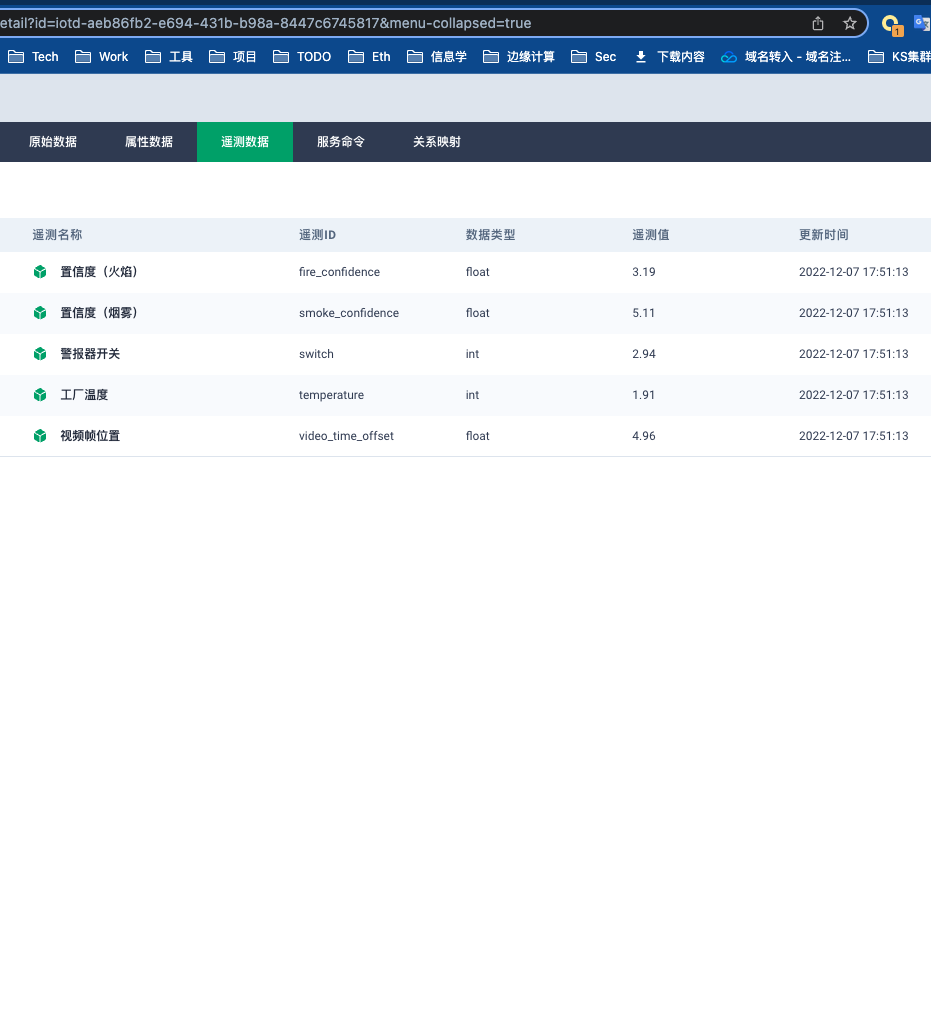 etail?id=iotd-aeb86fb2-e694-431b-b98a-8447c6745817&menu-collapsed=true 1
Tech Work 工具 项目 TODO Eth 信息学 边缘计算 Sec 下载内容 域名转入 – 域名注... KS集群
原始数据 属性数据 遥测数据 服务命令 关系映射
遥测名称 遥测ID 数据类型 遥测值 更新时间
置信度（火焰） fire_confidence float 3.19 2022-12-07 17:51:13
置信度（烟雾） smoke_confidence float 5.11 2022-12-07 17:51:13
警报器开关 switch int 2.94 2022-12-07 17:51:13
工厂温度 temperature int 1.91 2022-12-07 17:51:13
视频帧位置 video_time_offset float 4.96 2022-12-07 17:51:13